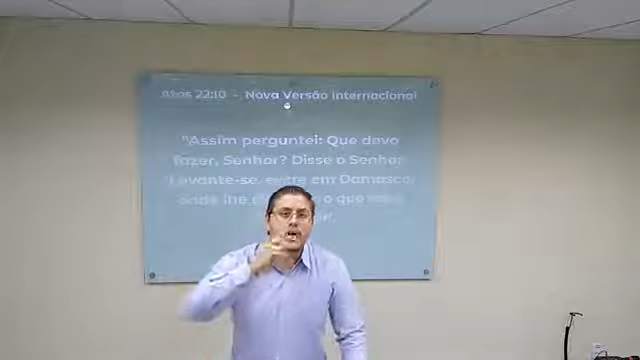 Atos 22:10 - Nova Versão Internacional
"Assim perguntei: Que devo
fazer, Senhor? Disse o Senhor:
'Levante-se, entre em Damasco,
onde lhe o que